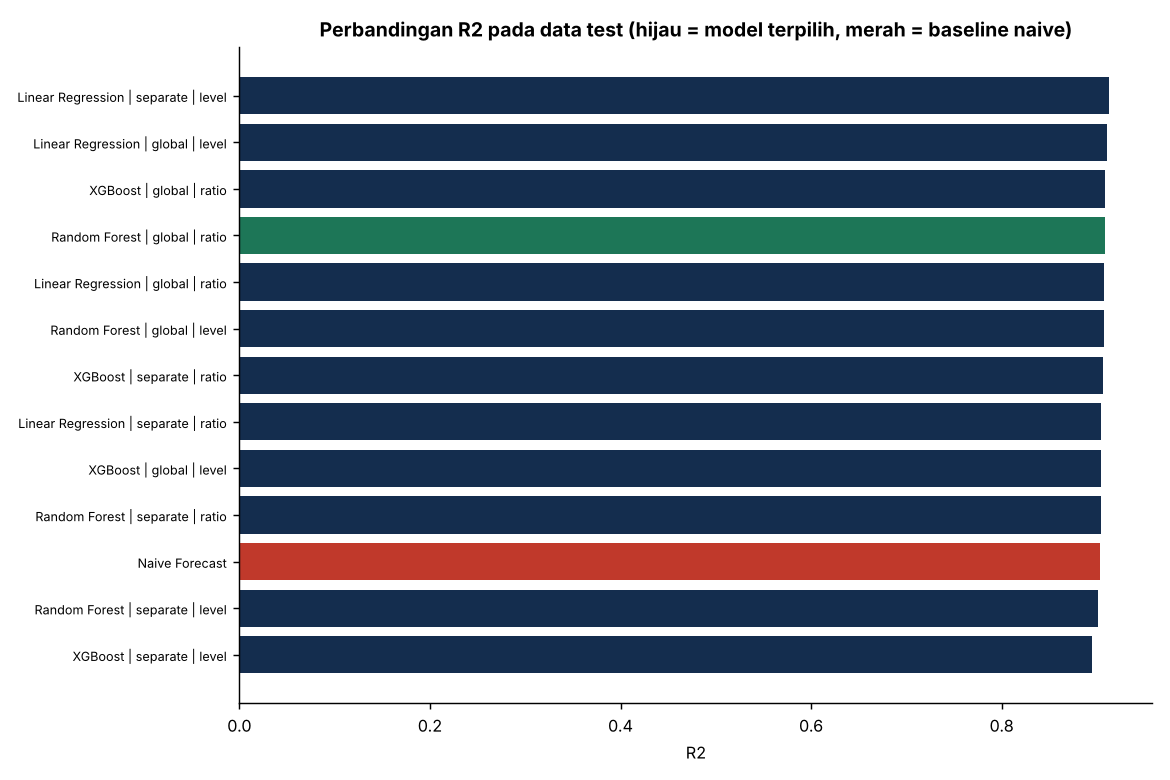 Perbandingan R2 pada data test (hijau = model terpilih, merah = baseline naive)
Linear Regression | separate | level
Linear Regression | global | level
XGBoost | global | ratio
Random Forest | global | ratio
Linear Regression | global | ratio
Random Forest | global | level
XGBoost | separate | ratio
Linear Regression | separate | ratio
XGBoost | global | level
Random Forest | separate | ratio
Naive Forecast
Random Forest | separate | level
XGBoost | separate | level
0.0 0.2 0.4 0.6 0.8
R2